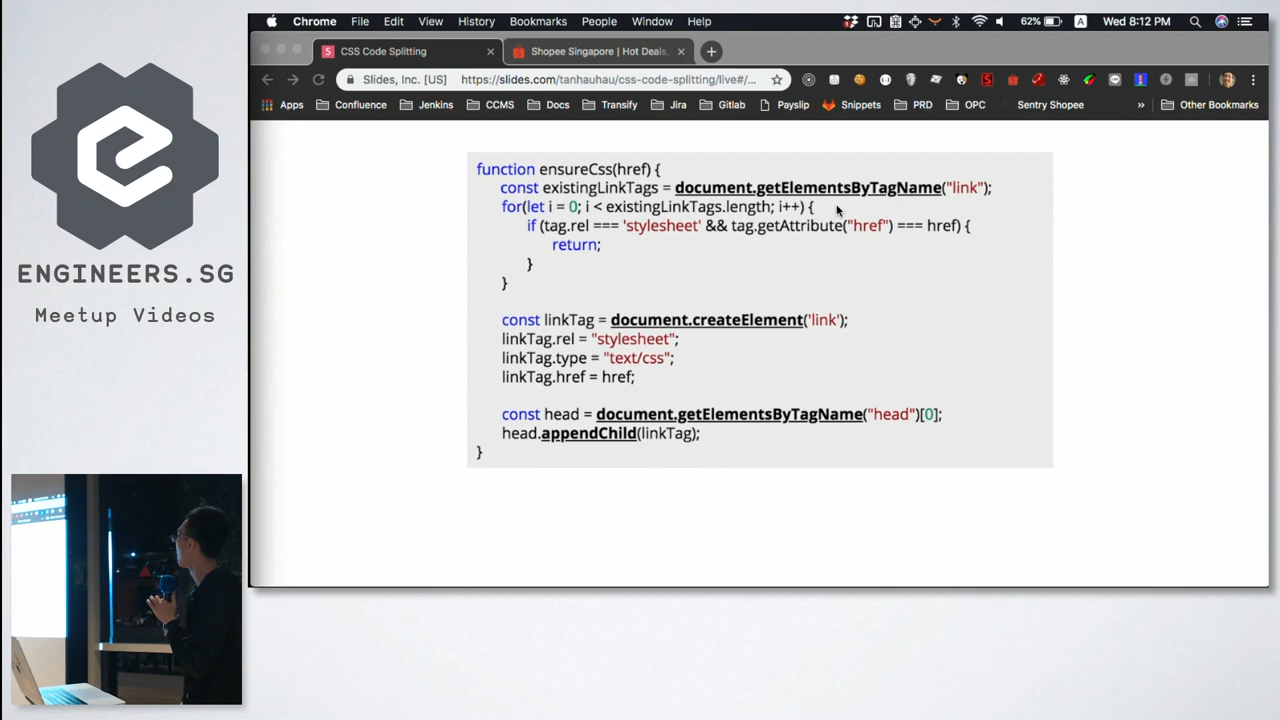 Chrome File Edit View History Bookmarks People Window Help 62% A Wed 8:12 PM
CSS Code Splitting × Shopee Singapore | Hot Deals, ×
Slides, Inc. [US] https://slides.com/tanhauhau/css-code-splitting/live#/...
Apps Confluence Jenkins CCMS Docs Transify Jira Gitlab Payslip Snippets PRD OPC Sentry Shopee » Other Bookmarks
function ensureCss(href) {
const existingLinkTags = document.getElementsByTagName("link");
for(let i = 0; i < existingLinkTags.length; i++) {
if (tag.rel === 'stylesheet' && tag.getAttribute("href") === href) {
return;
}
}
const linkTag = document.createElement('link');
linkTag.rel = "stylesheet";
linkTag.type = "text/css";
linkTag.href = href;
const head = document.getElementsByTagName("head")[0];
head.appendChild(linkTag);
}
ENGINEERS.SG
Meetup Videos